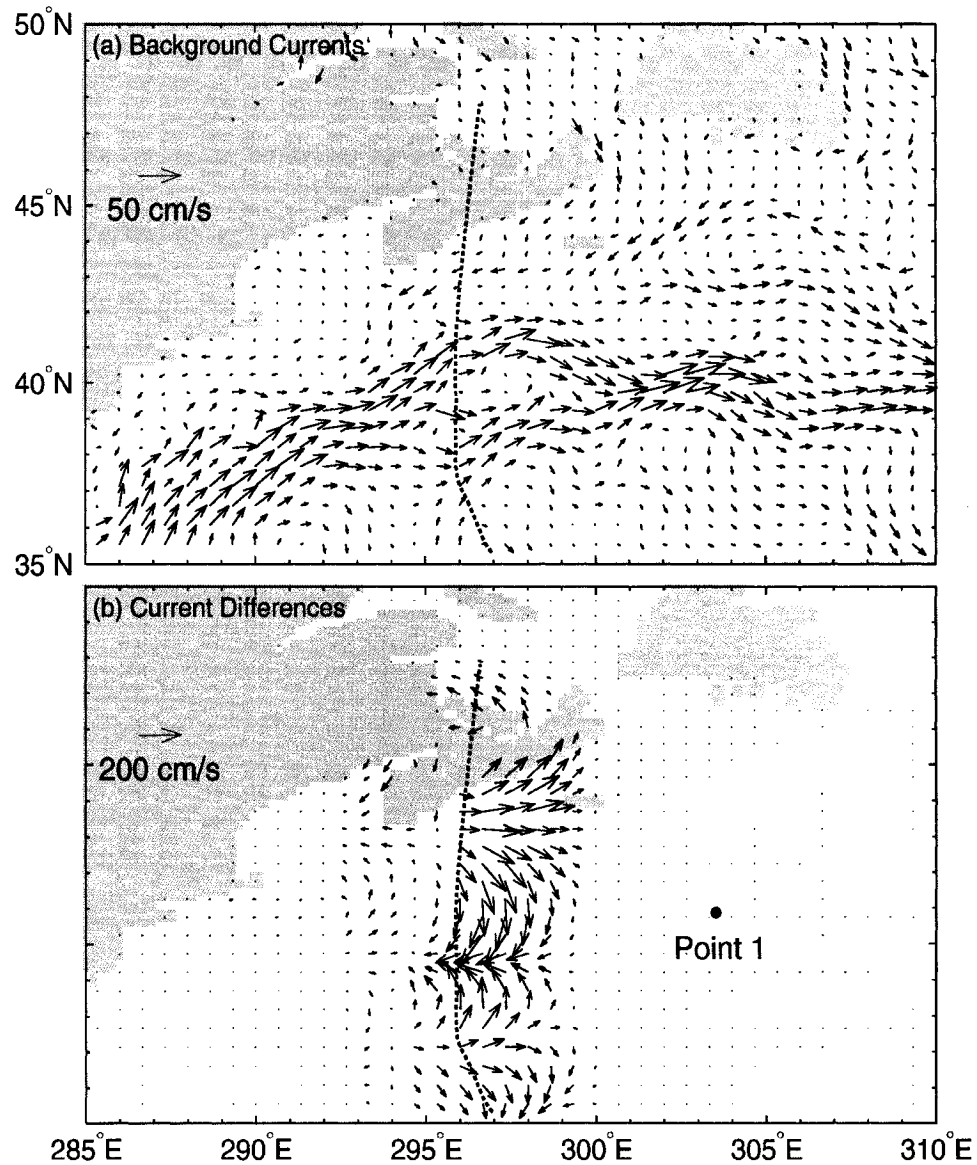 50°N
(a) Background Currents
50 cm/s
45°N
40°N
35°N
(b) Current Differences
200 cm/s
Point 1
285°E 290°E 295°E 300°E 305°E 310°E